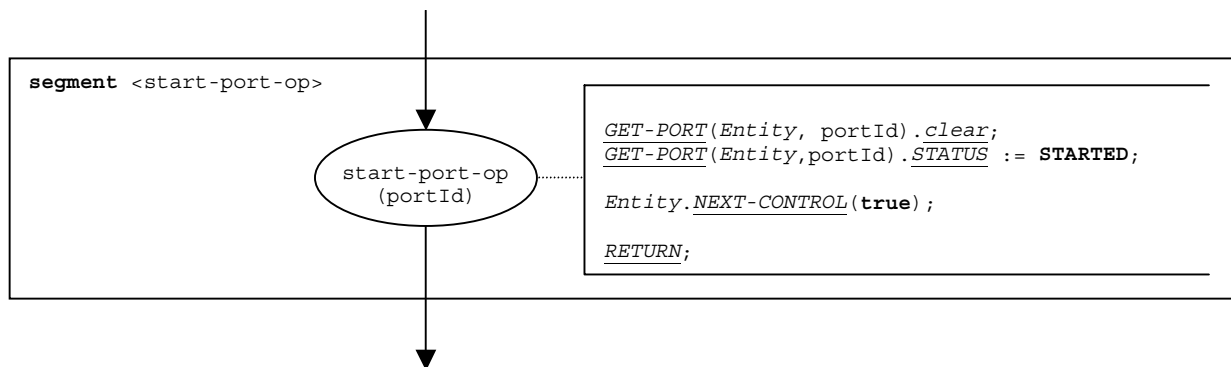 segment <start-port-op>
start-port-op
(portId)
GET-PORT(Entity, portId).clear;
GET-PORT(Entity,portId).STATUS := STARTED;
Entity.NEXT-CONTROL(true);
RETURN;